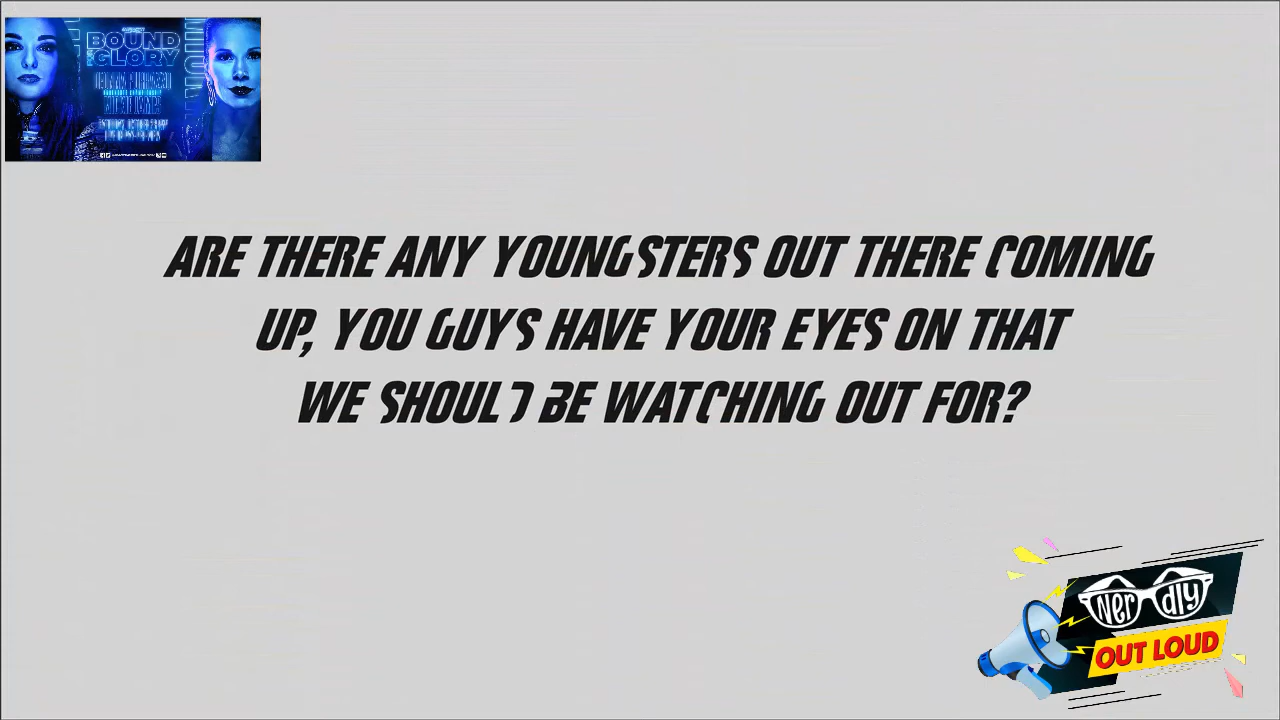 BOUND
FOR GLORY
ARE THERE ANY YOUNGSTERS OUT THERE COMING
UP, YOU GUYS HAVE YOUR EYES ON THAT
WE SHOULD BE WATCHING OUT FOR?
Nerdly
OUT LOUD